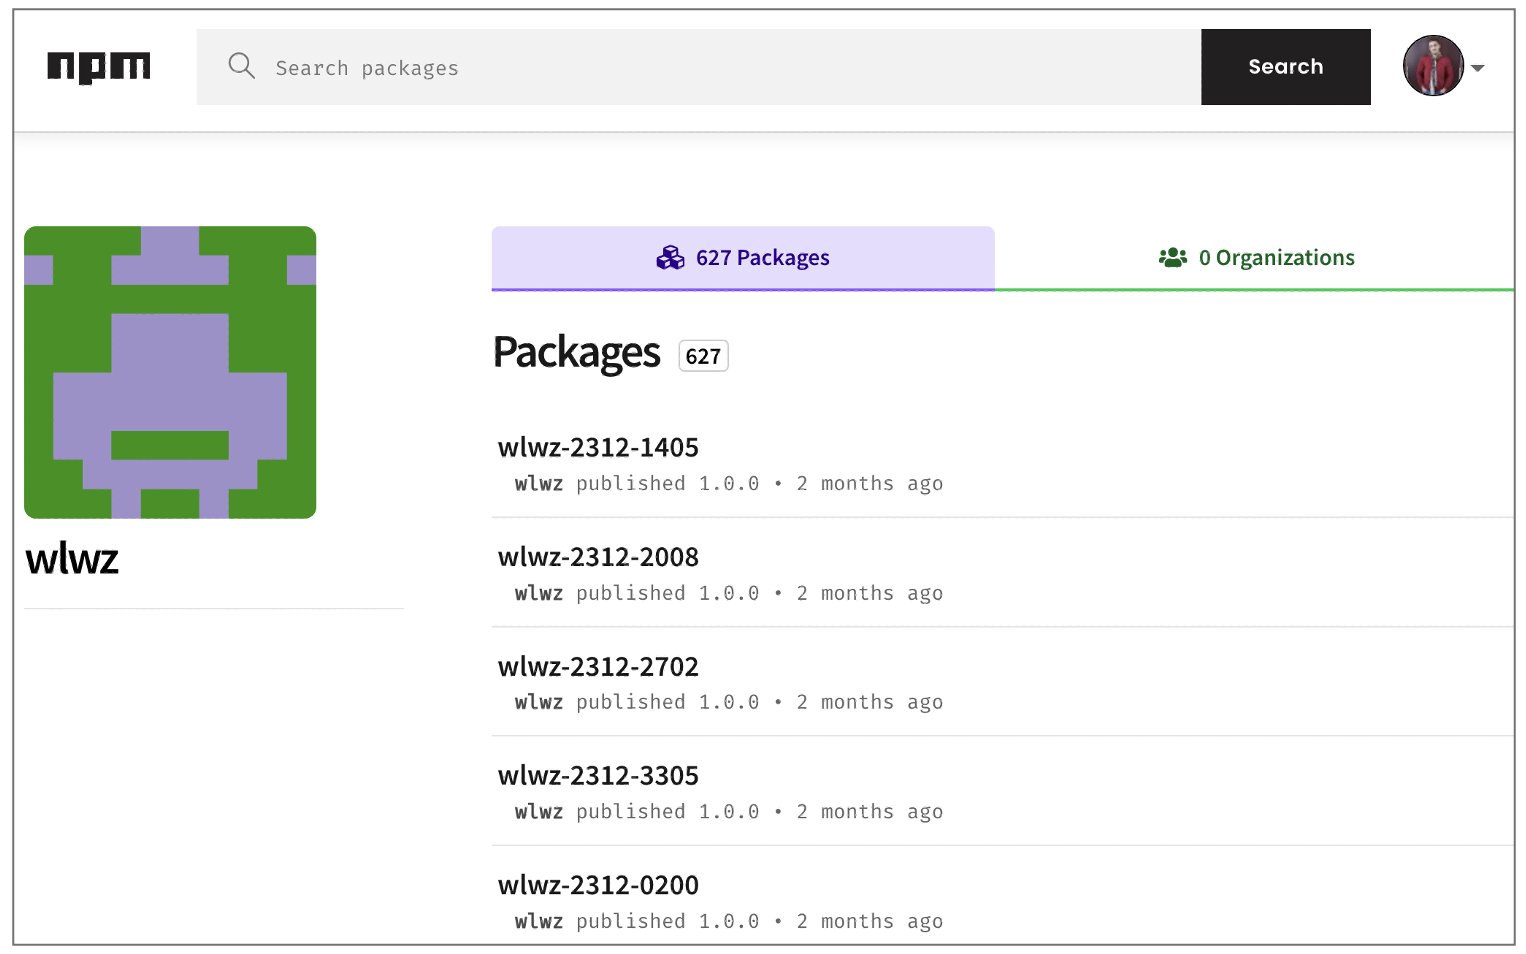 npm
Search packages
Search
627 Packages
0 Organizations
wlwz
Packages 627
wlwz-2312-1405
wlwz published 1.0.0 • 2 months ago
wlwz-2312-2008
wlwz published 1.0.0 • 2 months ago
wlwz-2312-2702
wlwz published 1.0.0 • 2 months ago
wlwz-2312-3305
wlwz published 1.0.0 • 2 months ago
wlwz-2312-0200
wlwz published 1.0.0 • 2 months ago